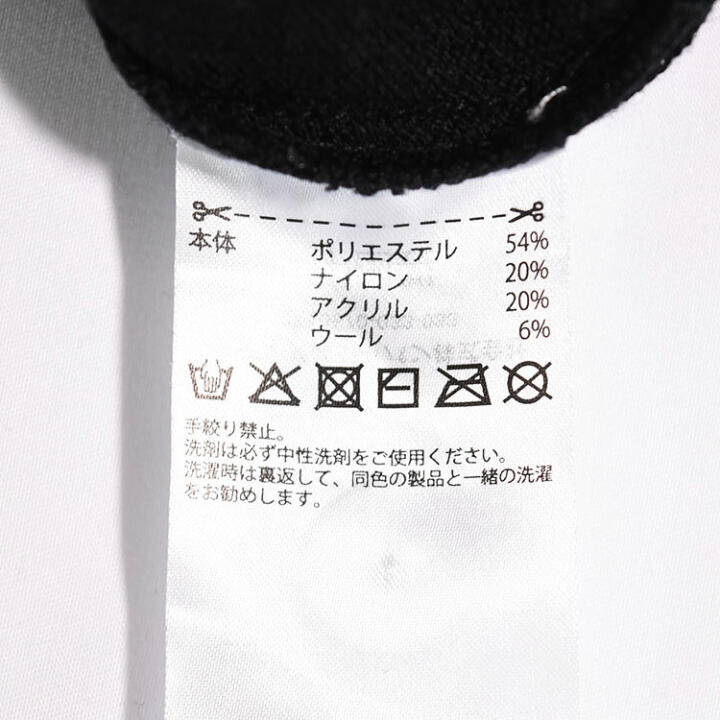 本体 ポリエステル 54%
ナイロン 20%
アクリル 20%
ウール 6%
手絞り禁止。
洗剤は必ず中性洗剤をご使用ください。
洗濯時は裏返して、同色の製品と一緒の洗濯
をお勧めします。